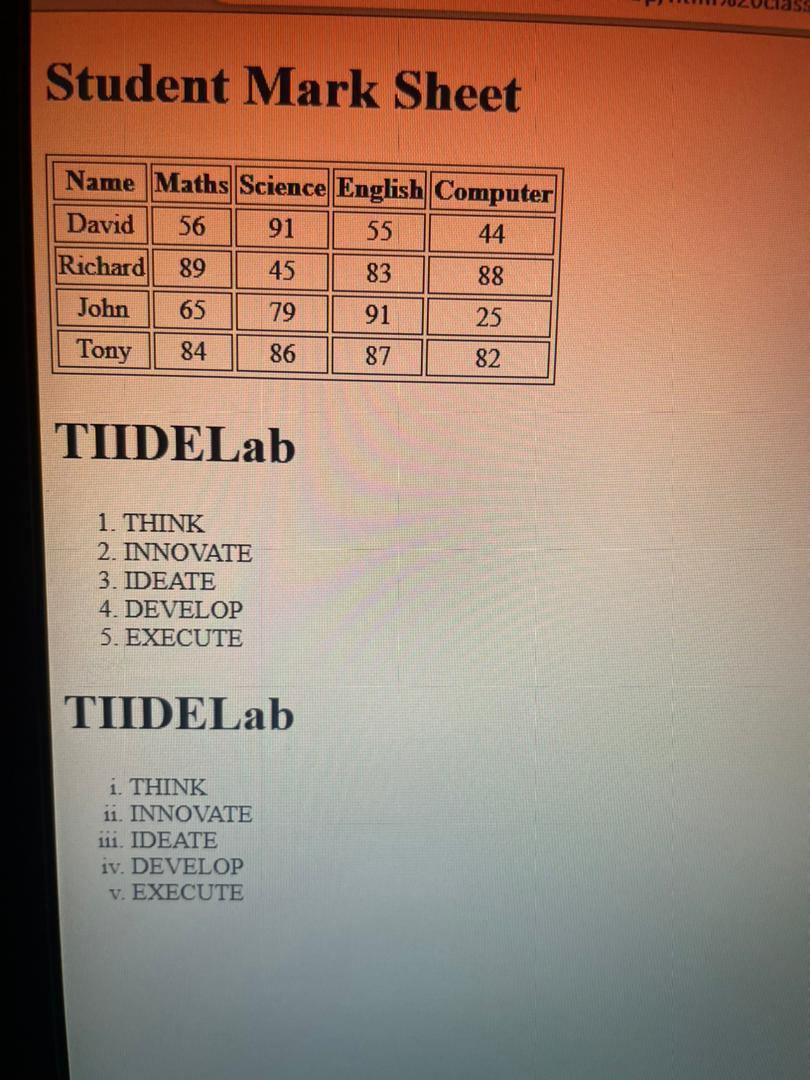 Student Mark Sheet
Name Maths Science English Computer
David 56 91 55 44
Richard 89 45 83 88
John 65 79 91 25
Tony 84 86 87 82
TIIDELab
1. THINK
2. INNOVATE
3. IDEATE
4. DEVELOP
5. EXECUTE
TIIDELab
i. THINK
ii. INNOVATE
iii. IDEATE
iv. DEVELOP
v. EXECUTE